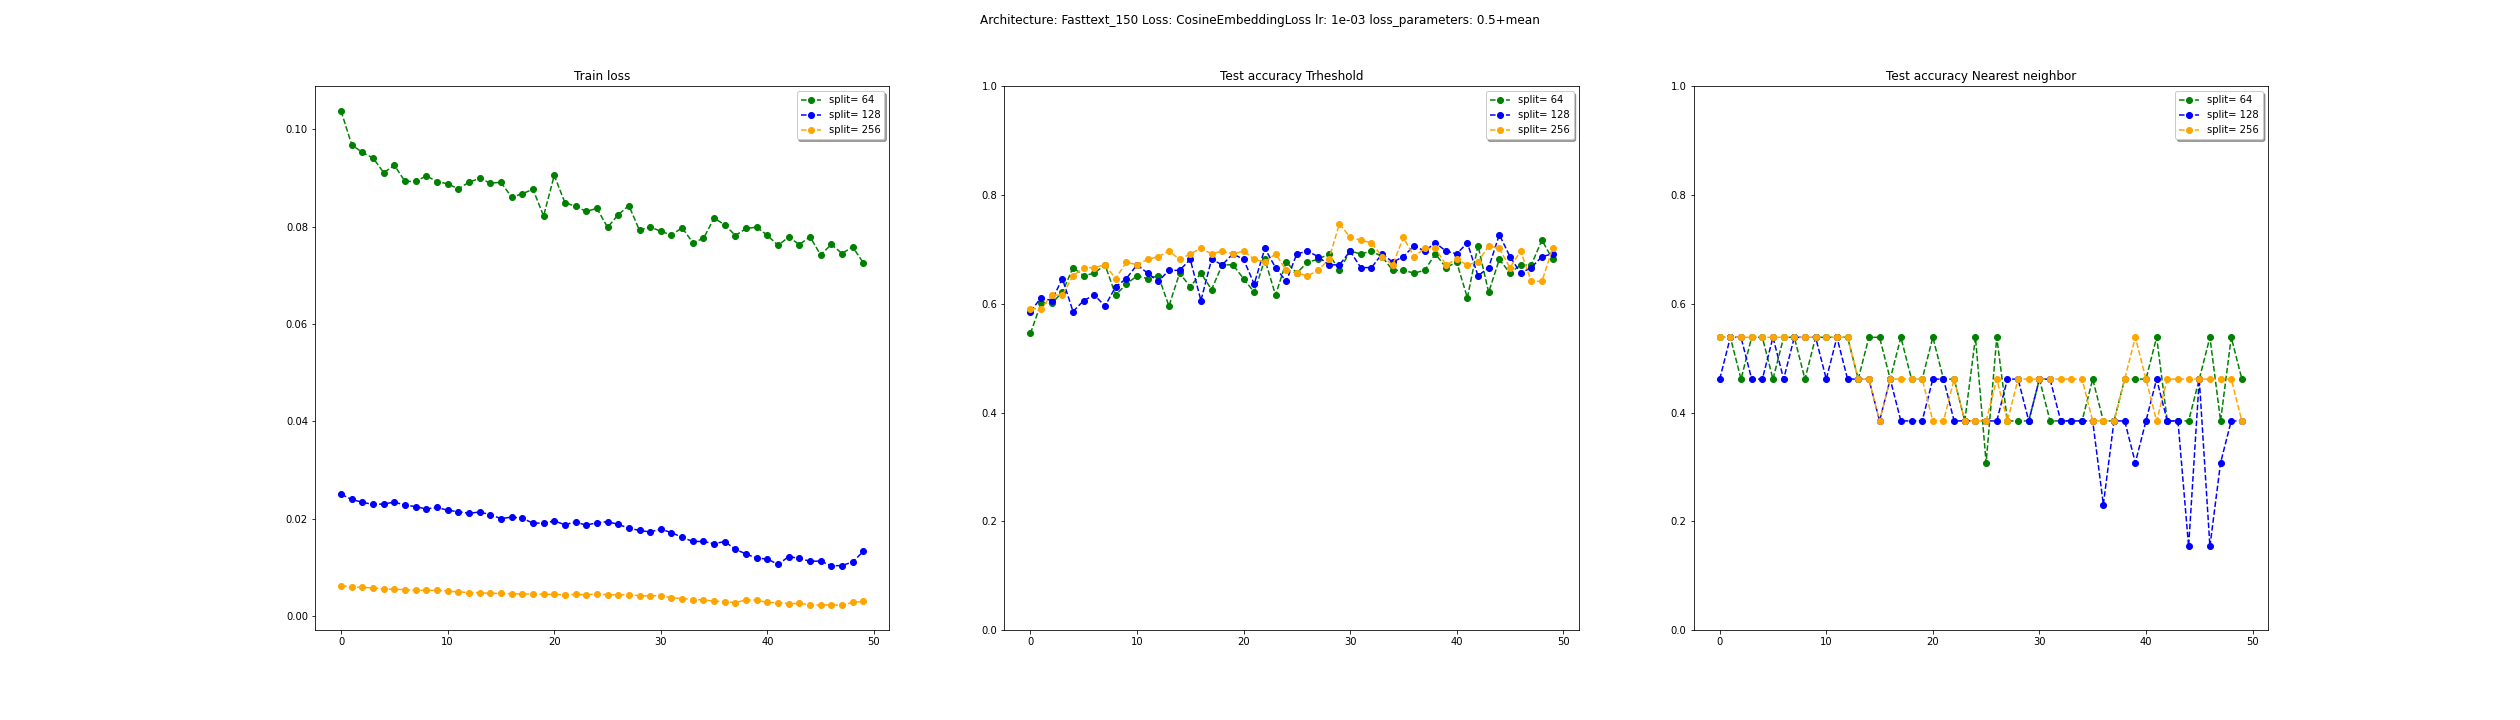 Architecture: Fasttext_150 Loss: CosineEmbeddingLoss lr: 1e-03 loss_parameters: 0.5+mean
Train loss
split= 64
split= 128
split= 256
0.10
0.08
0.06
0.04
0.02
0.00
0 10 20 30 40 50
Test accuracy Trheshold
split= 64
split= 128
split= 256
1.0
0.8
0.6
0.4
0.2
0.0
0 10 20 30 40 50
Test accuracy Nearest neighbor
split= 64
split= 128
split= 256
1.0
0.8
0.6
0.4
0.2
0.0
0 10 20 30 40 50